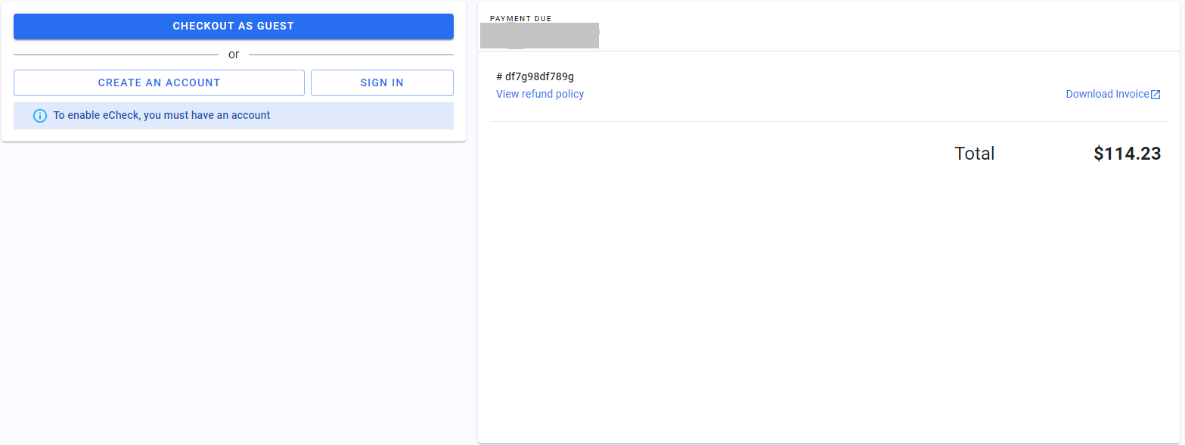 CHECKOUT AS GUEST
or
CREATE AN ACCOUNT
SIGN IN
To enable eCheck, you must have an account
PAYMENT DUE
# df7g98df789g
View refund policy
Download Invoice
Total
$114.23